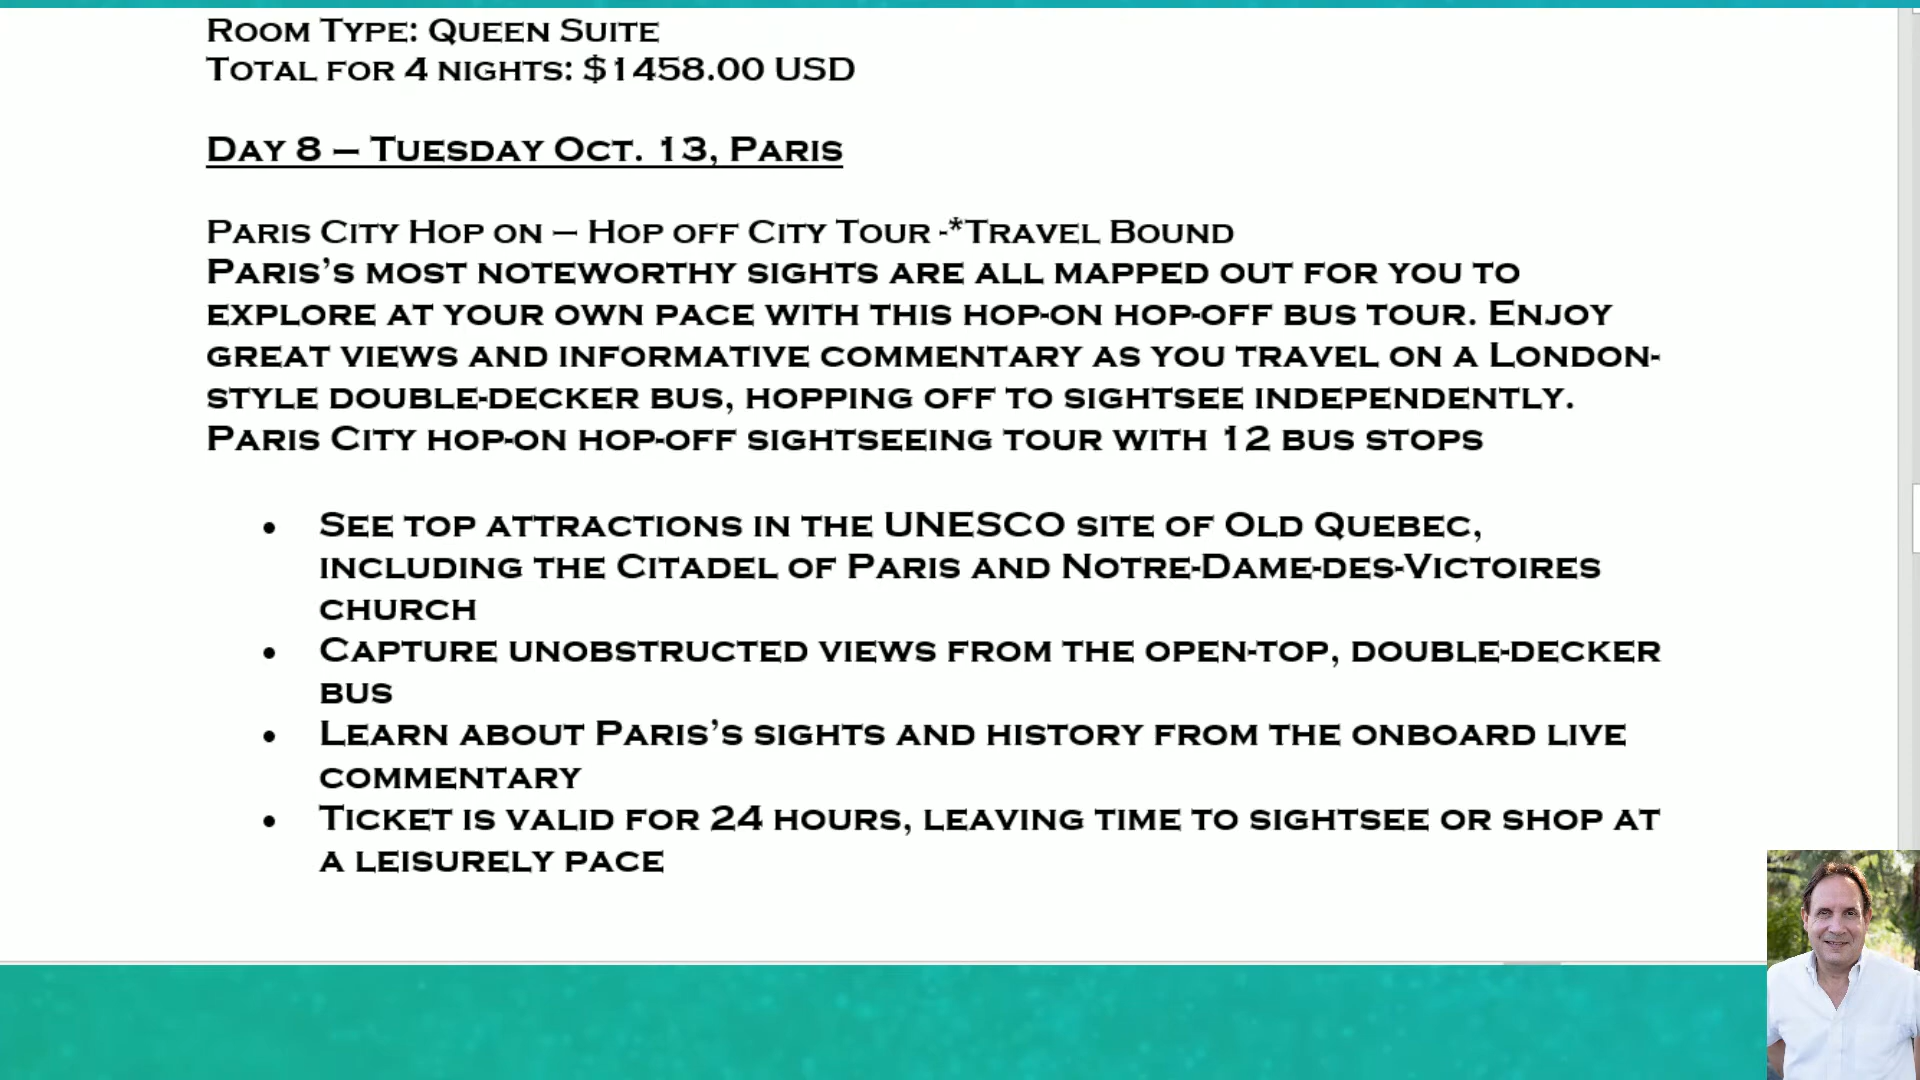 Room Type: Queen Suite
Total for 4 nights: $1458.00 USD
Day 8 – Tuesday Oct. 13, Paris
Paris City Hop on – Hop off City Tour -*Travel Bound
Paris’s most noteworthy sights are all mapped out for you to
explore at your own pace with this hop-on hop-off bus tour. Enjoy
great views and informative commentary as you travel on a London-
style double-decker bus, hopping off to sightsee independently.
Paris City hop-on hop-off sightseeing tour with 12 bus stops
• See top attractions in the UNESCO site of Old Quebec,
including the Citadel of Paris and Notre-Dame-des-Victoires
church
• Capture unobstructed views from the open-top, double-decker
bus
• Learn about Paris’s sights and history from the onboard live
commentary
• Ticket is valid for 24 hours, leaving time to sightsee or shop at
a leisurely pace